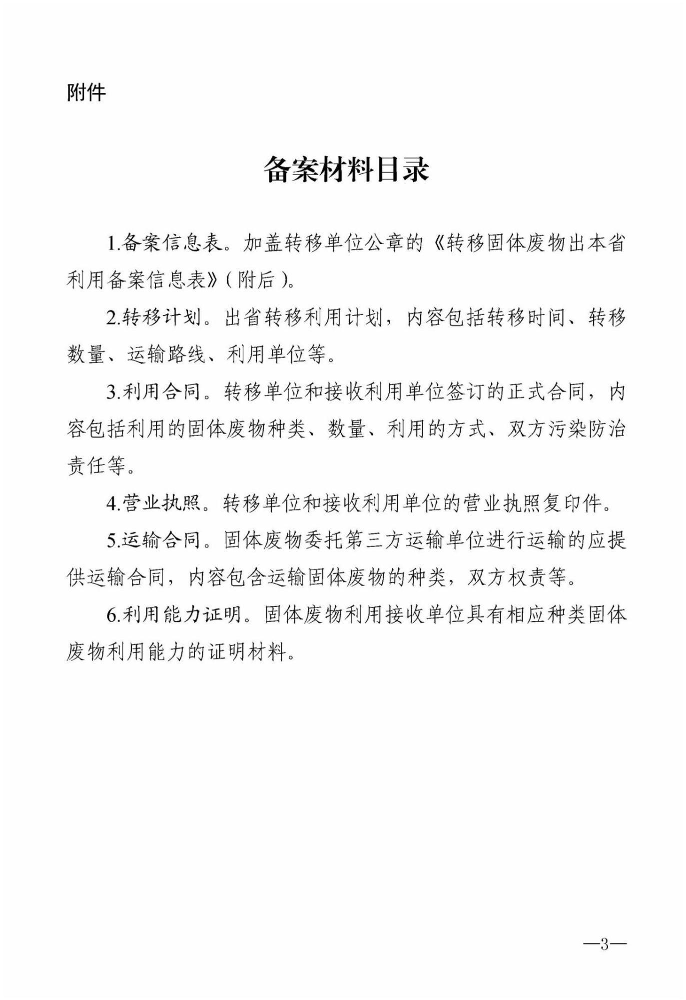 附件
备案材料目录
1.备案信息表。加盖转移单位公章的《转移固体废物出本省
利用备案信息表》（附后）。
2.转移计划。出省转移利用计划，内容包括转移时间、转移
数量、运输路线、利用单位等。
3.利用合同。转移单位和接收利用单位签订的正式合同，内
容包括利用的固体废物种类、数量、利用的方式、双方污染防治
责任等。
4.营业执照。转移单位和接收利用单位的营业执照复印件。
5.运输合同。固体废物委托第三方运输单位进行运输的应提
供运输合同，内容包含运输固体废物的种类，双方权责等。
6.利用能力证明。固体废物利用接收单位具有相应种类固体
废物利用能力的证明材料。
—3—